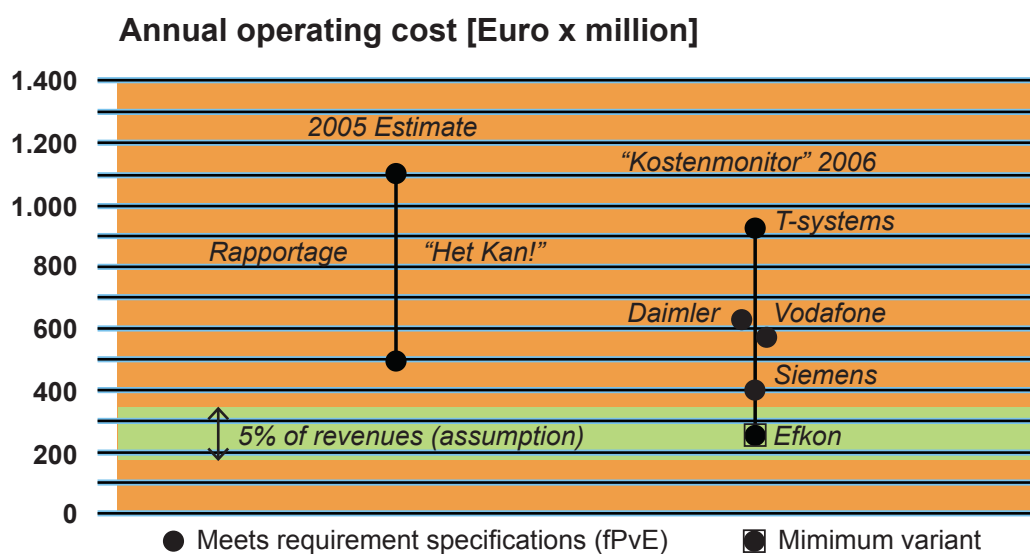 Annual operating cost [Euro x million]
1.400
1.200
1.000
800
600
400
200
0
2005 Estimate
“Kostenmonitor” 2006
T-systems
Rapportage “Het Kan!”
Daimler
Vodafone
Siemens
5% of revenues (assumption)
Efkon
Meets requirement specifications (fPvE)
Mimimum variant